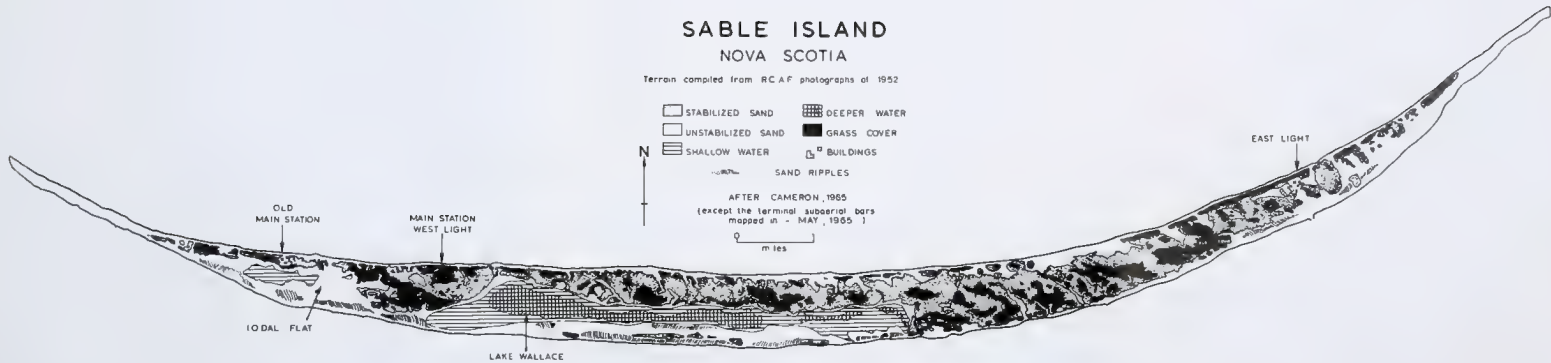 SABLE ISLAND
NOVA SCOTIA
Terrain compiled from RCAF photographs of 1952
STABILIZED SAND
DEEPER WATER
UNSTABILIZED SAND
GRASS COVER
N
SHALLOW WATER
BUILDINGS
SAND RIPPLES
AFTER CAMERON, 1965
(except the terminal subaerial bars
mapped in - MAY, 1965 )
0
miles
EAST LIGHT
OLD
MAIN STATION
MAIN STATION
WEST LIGHT
IODAL FLAT
LAKE WALLACE